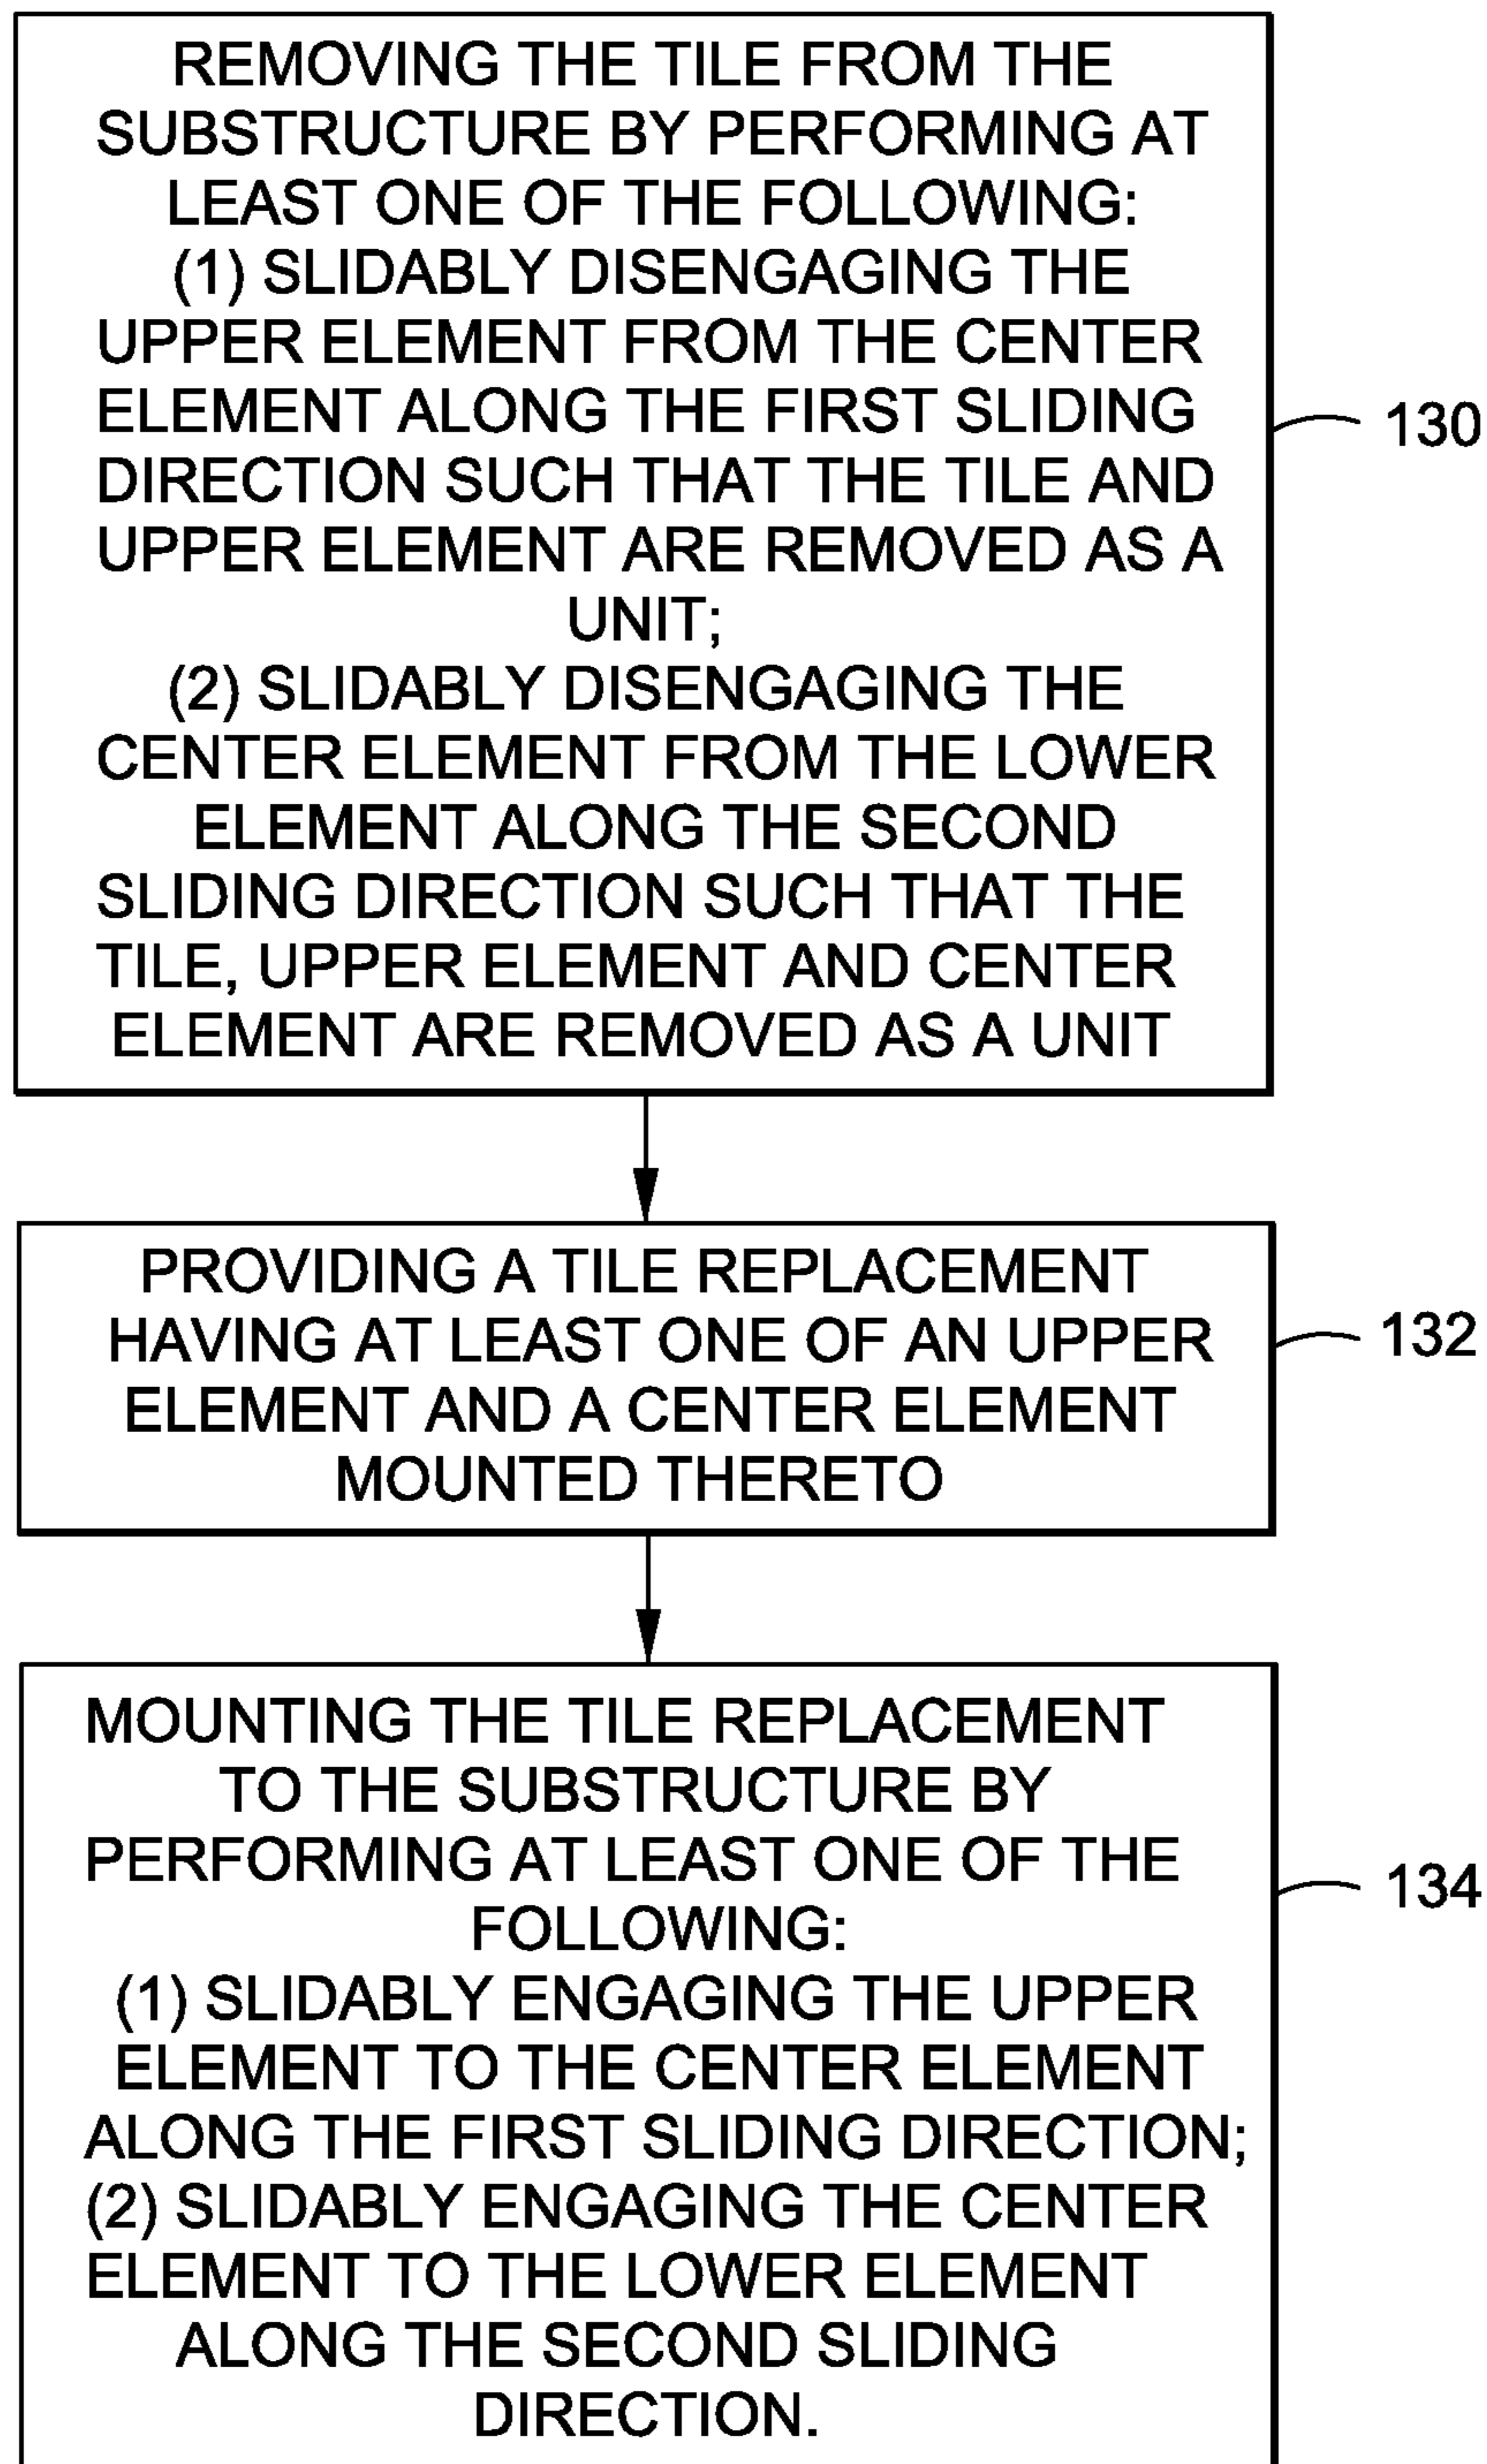 REMOVING THE TILE FROM THE
SUBSTRUCTURE BY PERFORMING AT
LEAST ONE OF THE FOLLOWING:
(1) SLIDABLY DISENGAGING THE
UPPER ELEMENT FROM THE CENTER
ELEMENT ALONG THE FIRST SLIDING
DIRECTION SUCH THAT THE TILE AND
UPPER ELEMENT ARE REMOVED AS A
UNIT;
(2) SLIDABLY DISENGAGING THE
CENTER ELEMENT FROM THE LOWER
ELEMENT ALONG THE SECOND
SLIDING DIRECTION SUCH THAT THE
TILE, UPPER ELEMENT AND CENTER
ELEMENT ARE REMOVED AS A UNIT
130
PROVIDING A TILE REPLACEMENT
HAVING AT LEAST ONE OF AN UPPER
ELEMENT AND A CENTER ELEMENT
MOUNTED THERETO
132
MOUNTING THE TILE REPLACEMENT
TO THE SUBSTRUCTURE BY
PERFORMING AT LEAST ONE OF THE
FOLLOWING:
(1) SLIDABLY ENGAGING THE UPPER
ELEMENT TO THE CENTER ELEMENT
ALONG THE FIRST SLIDING DIRECTION;
(2) SLIDABLY ENGAGING THE CENTER
ELEMENT TO THE LOWER ELEMENT
ALONG THE SECOND SLIDING
DIRECTION.
134